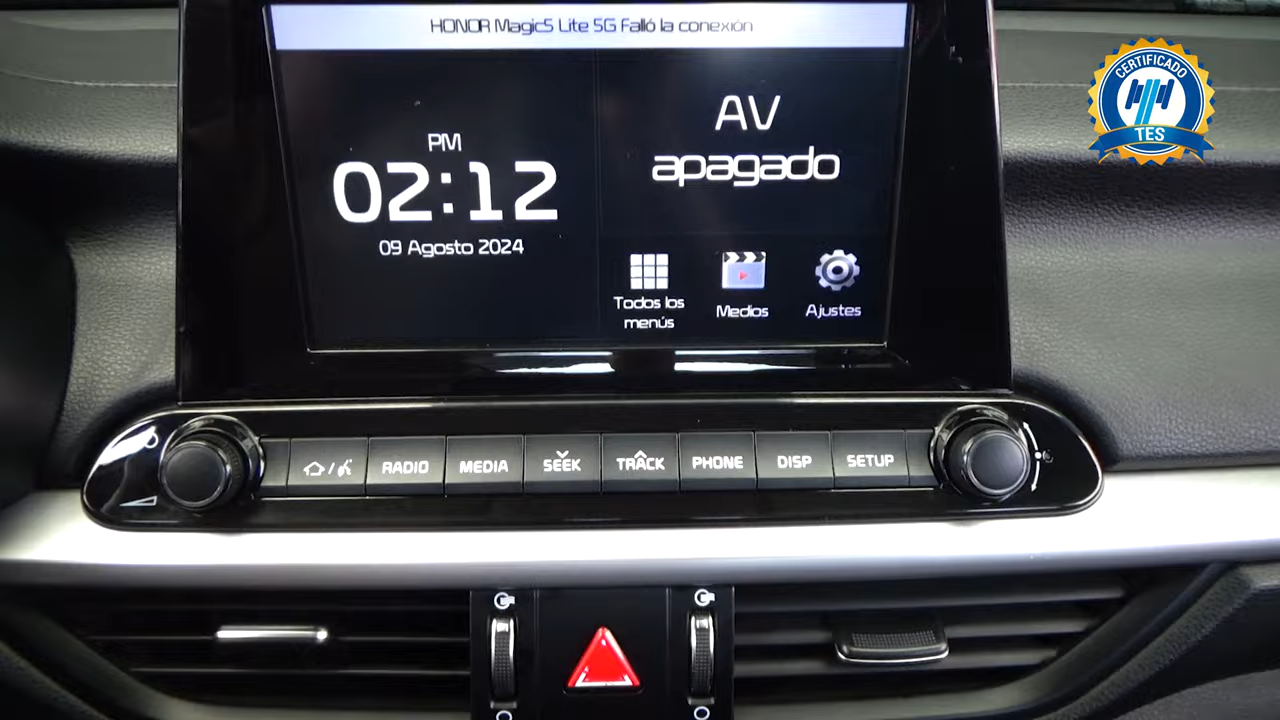 HONOR Magic5 Lite 5G Falló la conexión
CERTIFICADO
TES
PM
02:12
09 Agosto 2024
AV
apagado
Todos los
menús
Medios
Ajustes
RADIO
MEDIA
SEEK
TRACK
PHONE
DISP
SETUP